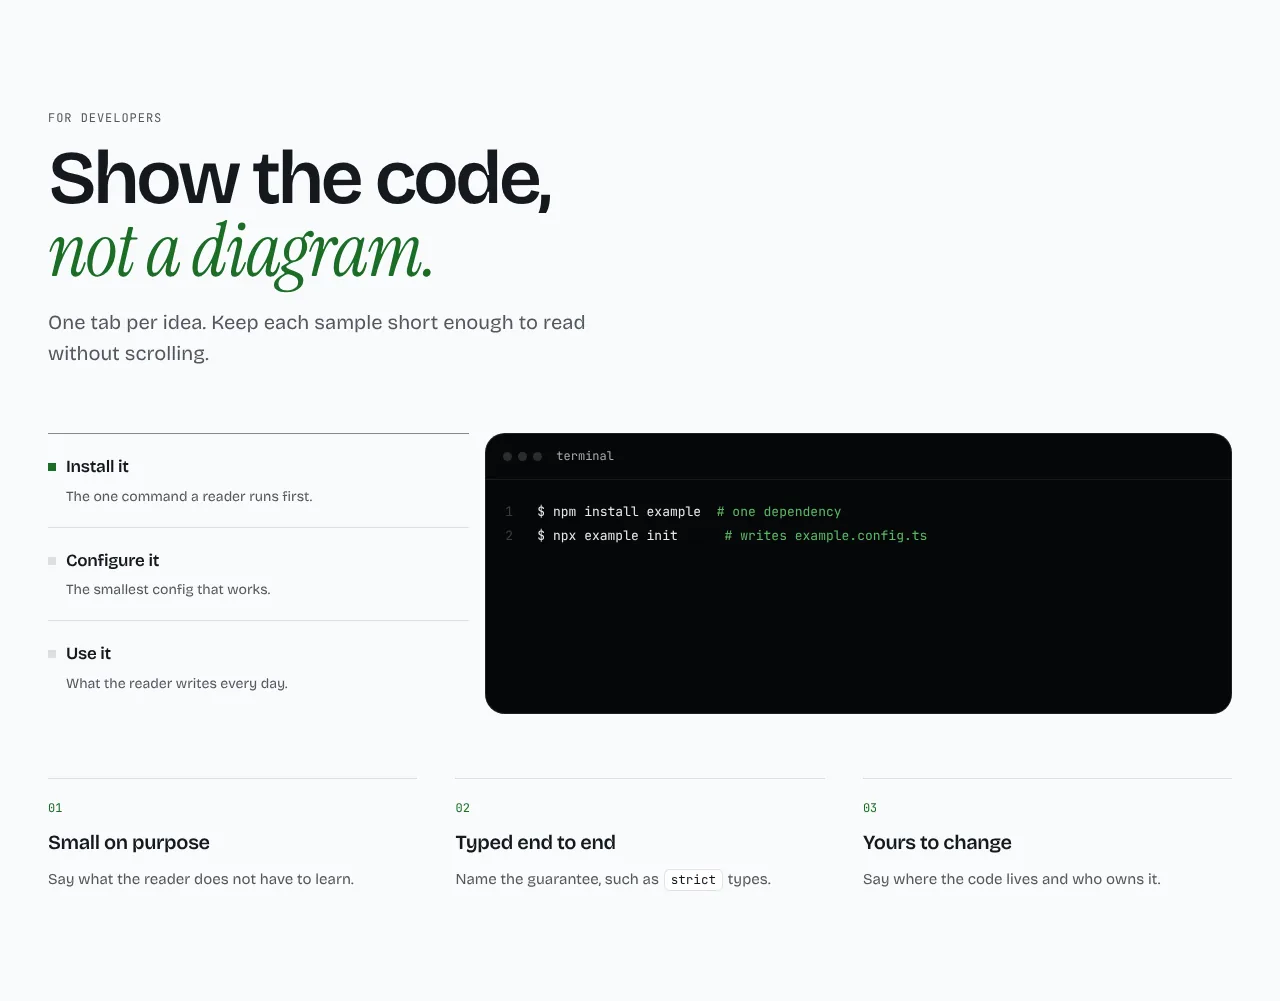 FOR DEVELOPERS
Show the code,
not a diagram.
One tab per idea. Keep each sample short enough to read
without scrolling.
Install it
The one command a reader runs first.
Configure it
The smallest config that works.
Use it
What the reader writes every day.
terminal
1 $ npm install example # one dependency
2 $ npx example init # writes example.config.ts
01
Small on purpose
Say what the reader does not have to learn.
02
Typed end to end
Name the guarantee, such as strict types.
03
Yours to change
Say where the code lives and who owns it.